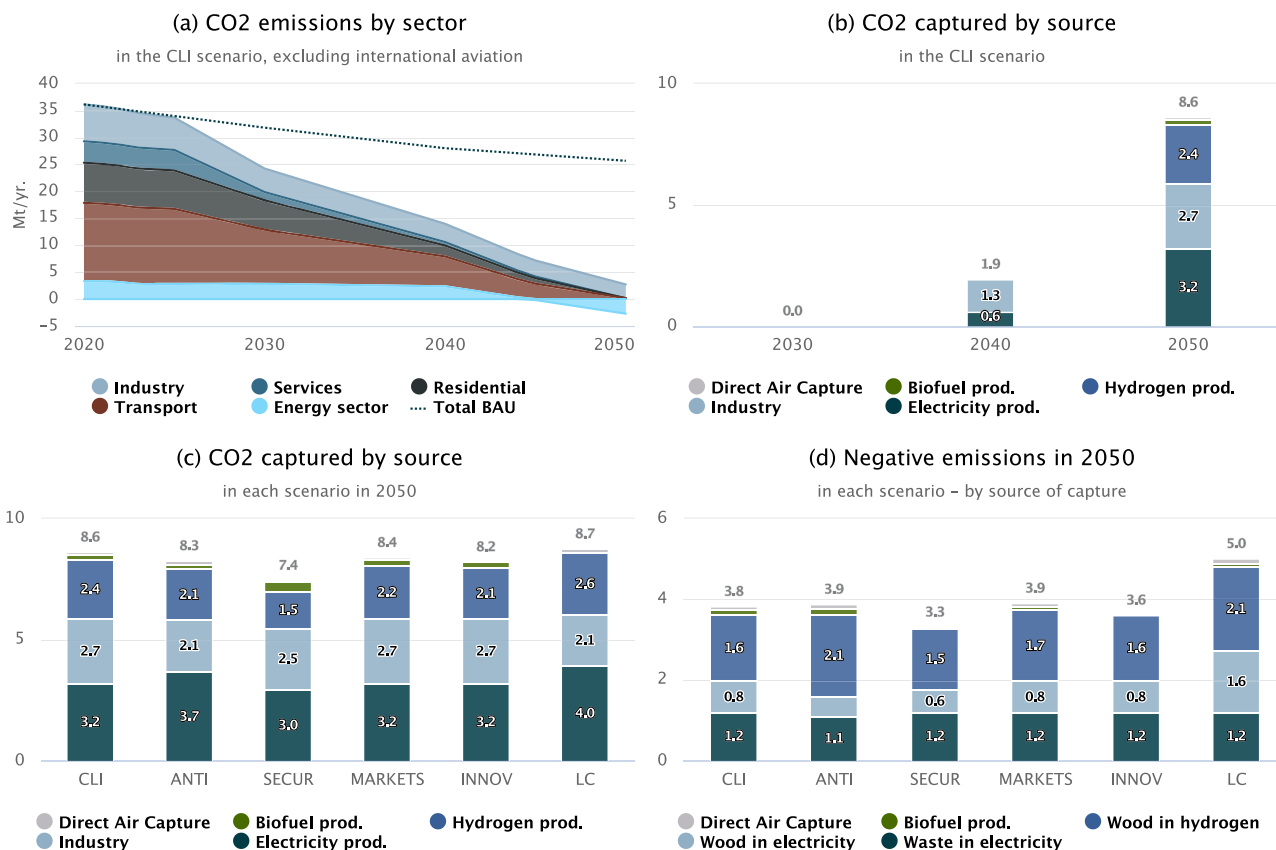 (a) CO2 emissions by sector
in the CLI scenario, excluding international aviation
40
35
30
25
20
15
10
5
0
−5
Mt/yr.
2020
2030
2040
2050
Industry
Services
Residential
Transport
Energy sector
Total BAU
(b) CO2 captured by source
in the CLI scenario
10
5
0
0.0
1.9
1.3
0.6
8.6
2.4
2.7
3.2
2030
2040
2050
Direct Air Capture
Biofuel prod.
Hydrogen prod.
Industry
Electricity prod.
(c) CO2 captured by source
in each scenario in 2050
10
5
0
8.6
2.4
2.7
3.2
8.3
2.1
2.1
3.7
7.4
1.5
2.5
3.0
8.4
2.2
2.7
3.2
8.2
2.1
2.7
3.2
8.7
2.6
2.1
4.0
CLI
ANTI
SECUR
MARKETS
INNOV
LC
Direct Air Capture
Biofuel prod.
Hydrogen prod.
Industry
Electricity prod.
(d) Negative emissions in 2050
in each scenario – by source of capture
6
4
2
0
3.8
1.6
0.8
1.2
3.9
2.1
1.1
3.3
1.5
0.6
1.2
3.9
1.7
0.8
1.2
3.6
1.6
0.8
1.2
5.0
2.1
1.6
1.2
CLI
ANTI
SECUR
MARKETS
INNOV
LC
Direct Air Capture
Biofuel prod.
Wood in hydrogen
Wood in electricity
Waste in electricity